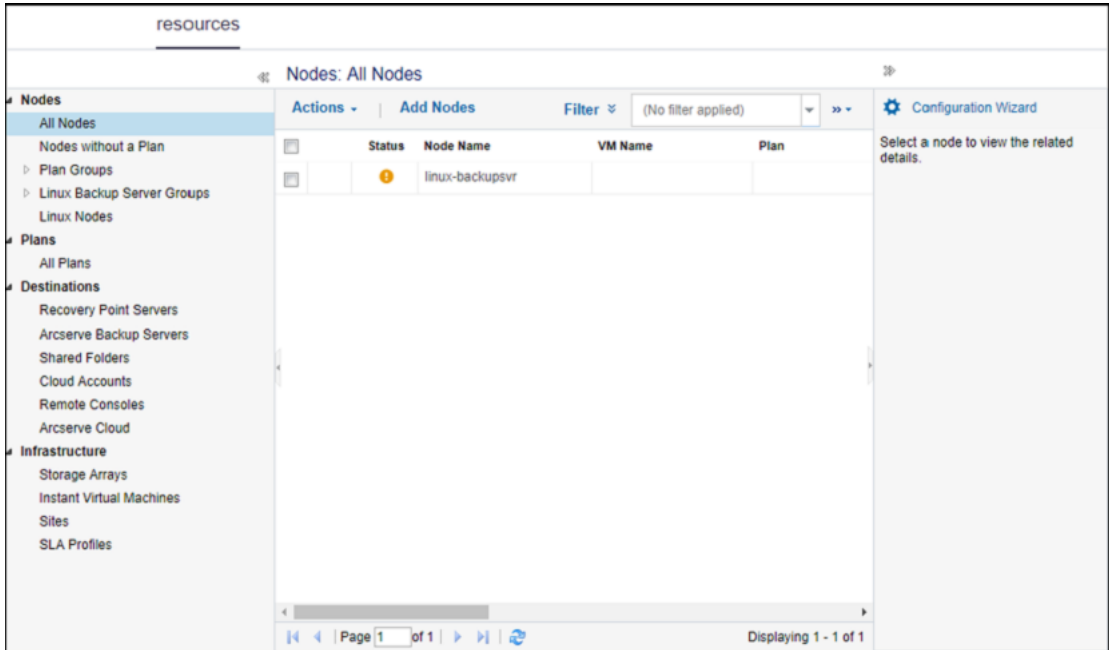 resources
Nodes: All Nodes
Nodes
All Nodes
Nodes without a Plan
Plan Groups
Linux Backup Server Groups
Linux Nodes
Plans
All Plans
Destinations
Recovery Point Servers
Arcserve Backup Servers
Shared Folders
Cloud Accounts
Remote Consoles
Arcserve Cloud
Infrastructure
Storage Arrays
Instant Virtual Machines
Sites
SLA Profiles
Actions | Add Nodes Filter (No filter applied)
Status Node Name VM Name Plan
linux-backupsvr
Page 1 of 1 Displaying 1 - 1 of 1
Configuration Wizard
Select a node to view the related
details.